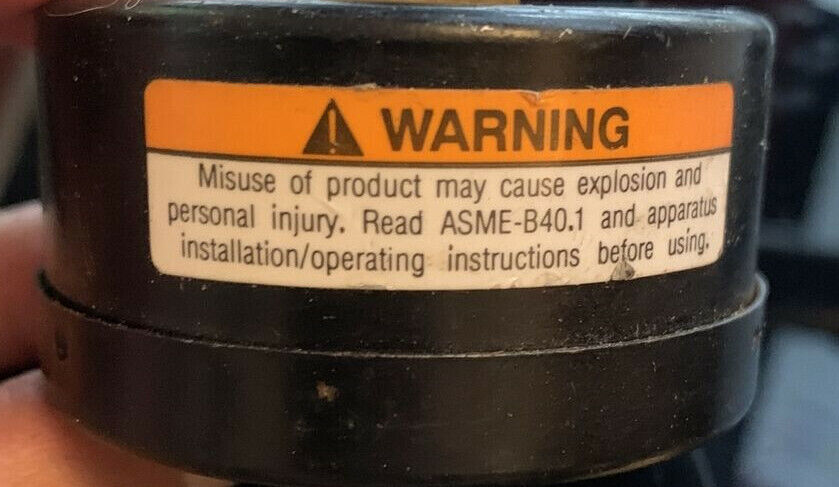 WARNING
Misuse of product may cause explosion and
personal injury. Read ASME-B40.1 and apparatus
installation/operating instructions before using.